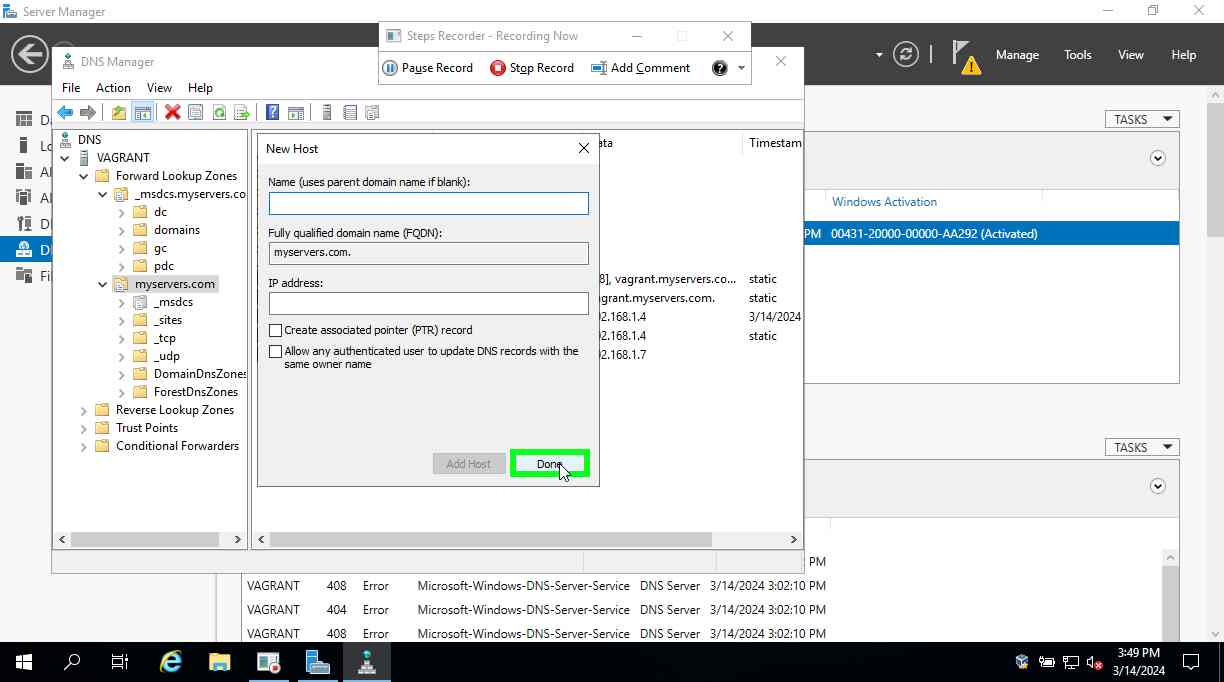 Server Manager
Steps Recorder - Recording Now
Pause Record
Stop Record
Add Comment
Manage
Tools
View
Help
DNS Manager
File
Action
View
Help
DNS
VAGRANT
Forward Lookup Zones
_msdcs.myservers.co
dc
domains
gc
pdc
myservers.com
_msdcs
_sites
_tcp
_udp
DomainDnsZones
ForestDnsZones
Reverse Lookup Zones
Trust Points
Conditional Forwarders
New Host
Name (uses parent domain name if blank):
Fully qualified domain name (FQDN):
myservers.com.
IP address:
Create associated pointer (PTR) record
Allow any authenticated user to update DNS records with the
same owner name
Add Host
Done
ata
Timestam
8], vagrant.myservers.co...
static
grant.myservers.com.
static
02.168.1.4
3/14/2024
02.168.1.4
static
02.168.1.7
TASKS
Windows Activation
PM 00431-20000-00000-AA292 (Activated)
TASKS
PM
VAGRANT 408 Error Microsoft-Windows-DNS-Server-Service DNS Server 3/14/2024 3:02:10 PM
VAGRANT 404 Error Microsoft-Windows-DNS-Server-Service DNS Server 3/14/2024 3:02:10 PM
VAGRANT 408 Error Microsoft-Windows-DNS-Server-Service DNS Server 3/14/2024 3:02:10 PM
3:49 PM
3/14/2024